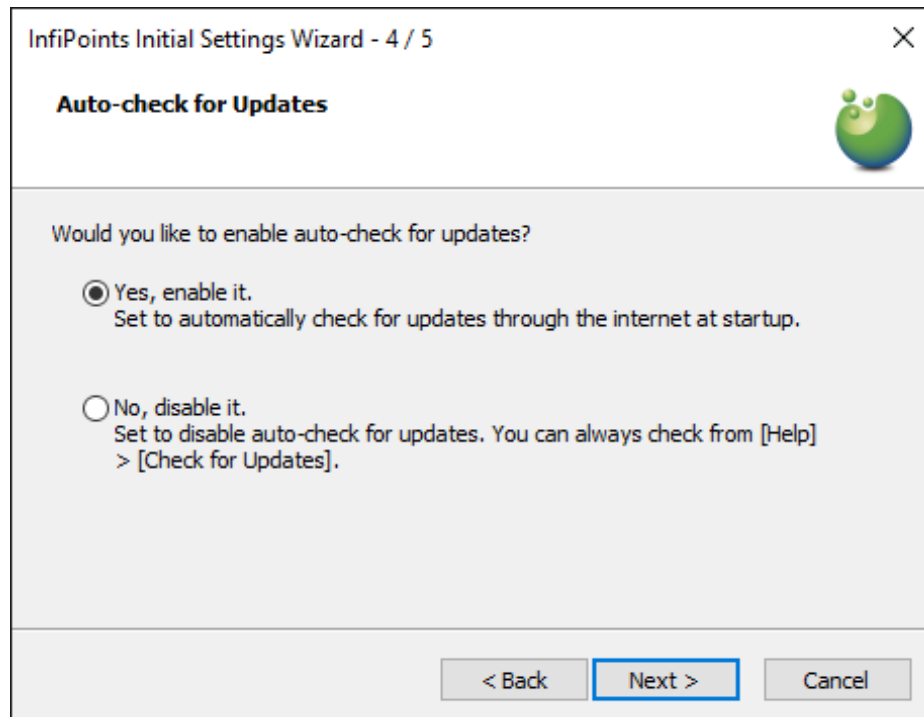 InfiPoints Initial Settings Wizard - 4 / 5
Auto-check for Updates
Would you like to enable auto-check for updates?
Yes, enable it.
Set to automatically check for updates through the internet at startup.
No, disable it.
Set to disable auto-check for updates. You can always check from [Help]
> [Check for Updates].
< Back
Next >
Cancel